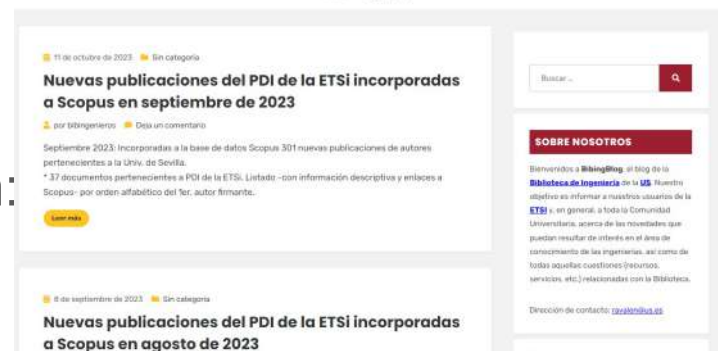 11 de octubre de 2023 Sin categoría
Nuevas publicaciones del PDI de la ETSi incorporadas
a Scopus en septiembre de 2023
por bibingenieros Deja un comentario
Septiembre 2023: Incorporadas a la base de datos Scopus 301 nuevas publicaciones de autores
pertenecientes a la Univ. de Sevilla.
* 37 documentos pertenecientes a PDI de la ETSi. Listado -con información descriptiva y enlaces a
Scopus- por orden alfabético del 1er. autor firmante.
Leer más
8 de septiembre de 2023 Sin categoría
Nuevas publicaciones del PDI de la ETSi incorporadas
a Scopus en agosto de 2023
Buscar ...
SOBRE NOSOTROS
Bienvenidos a BibingBlog, el blog de la
Biblioteca de Ingeniería de la US. Nuestro
objetivo es informar a nuestros usuarios de la
ETSI y, en general, a toda la Comunidad
Universitaria, acerca de las novedades que
puedan resultar de interés en el área de
conocimiento de las ingenierías, así como de
todas aquellas cuestiones (recursos,
servicios, etc.) relacionadas con la Biblioteca.
Dirección de contacto: